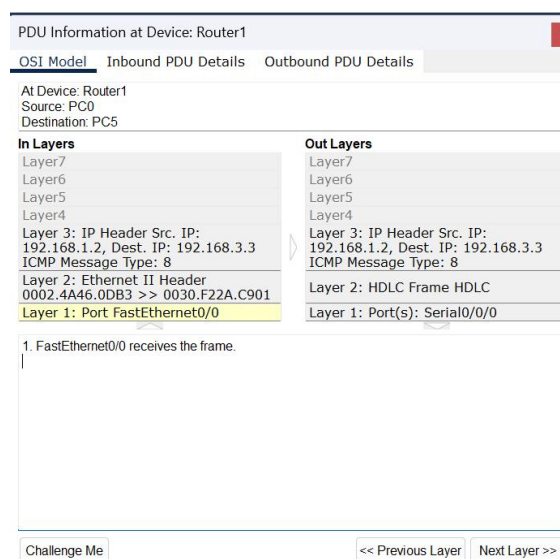 PDU Information at Device: Router1
OSI Model Inbound PDU Details Outbound PDU Details
At Device: Router1
Source: PC0
Destination: PC5
In Layers
Layer7
Layer6
Layer5
Layer4
Layer 3: IP Header Src. IP:
192.168.1.2, Dest. IP: 192.168.3.3
ICMP Message Type: 8
Layer 2: Ethernet II Header
0002.4A46.0DB3 >> 0030.F22A.C901
Layer 1: Port FastEthernet0/0
Out Layers
Layer7
Layer6
Layer5
Layer4
Layer 3: IP Header Src. IP:
192.168.1.2, Dest. IP: 192.168.3.3
ICMP Message Type: 8
Layer 2: HDLC Frame HDLC
Layer 1: Port(s): Serial0/0/0
1. FastEthernet0/0 receives the frame.
Challenge Me << Previous Layer Next Layer >>